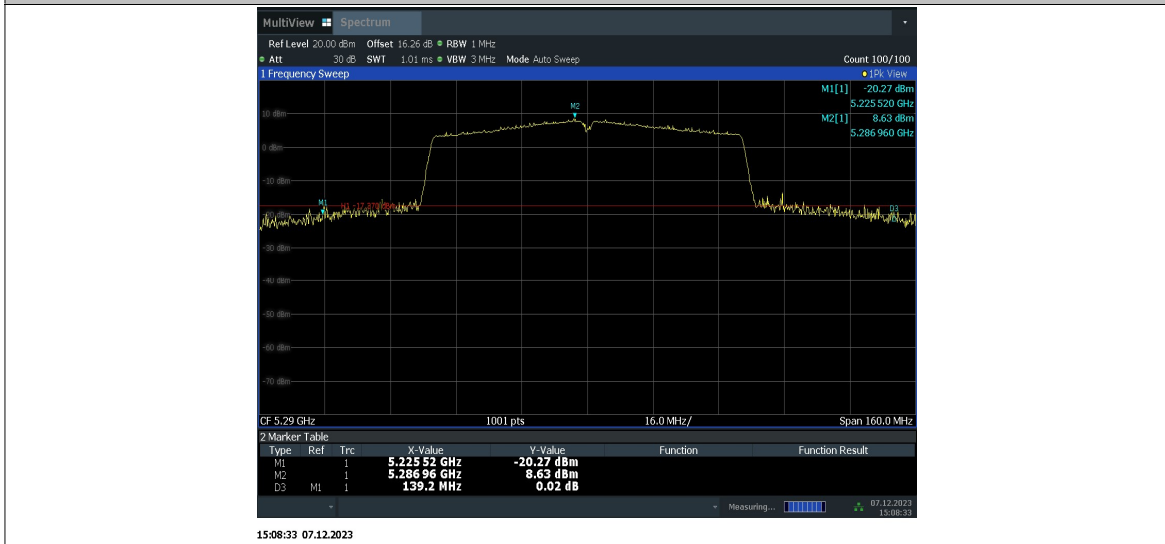 MultiView Spectrum
Ref Level 20.00 dBm Offset 16.26 dB RBW 1 MHz
Att 30 dB SWT 1.01 ms VBW 3 MHz Mode Auto Sweep Count 100/100
1 Frequency Sweep 1Pk View
M1[1] -20.27 dBm
5.225 520 GHz
M2[1] 8.63 dBm
5.286 960 GHz
M2
10 dBm
0 dBm
-10 dBm
M1 H1 -17.370 dBm D3
-20 dBm
-30 dBm
-40 dBm
-50 dBm
-60 dBm
-70 dBm
CF 5.29 GHz 1001 pts 16.0 MHz/ Span 160.0 MHz
2 Marker Table
Type Ref Trc X-Value Y-Value Function Function Result
M1 1 5.225 52 GHz -20.27 dBm
M2 1 5.286 96 GHz 8.63 dBm
D3 M1 1 139.2 MHz 0.02 dB
Measuring... 07.12.2023
15:08:33
15:08:33 07.12.2023